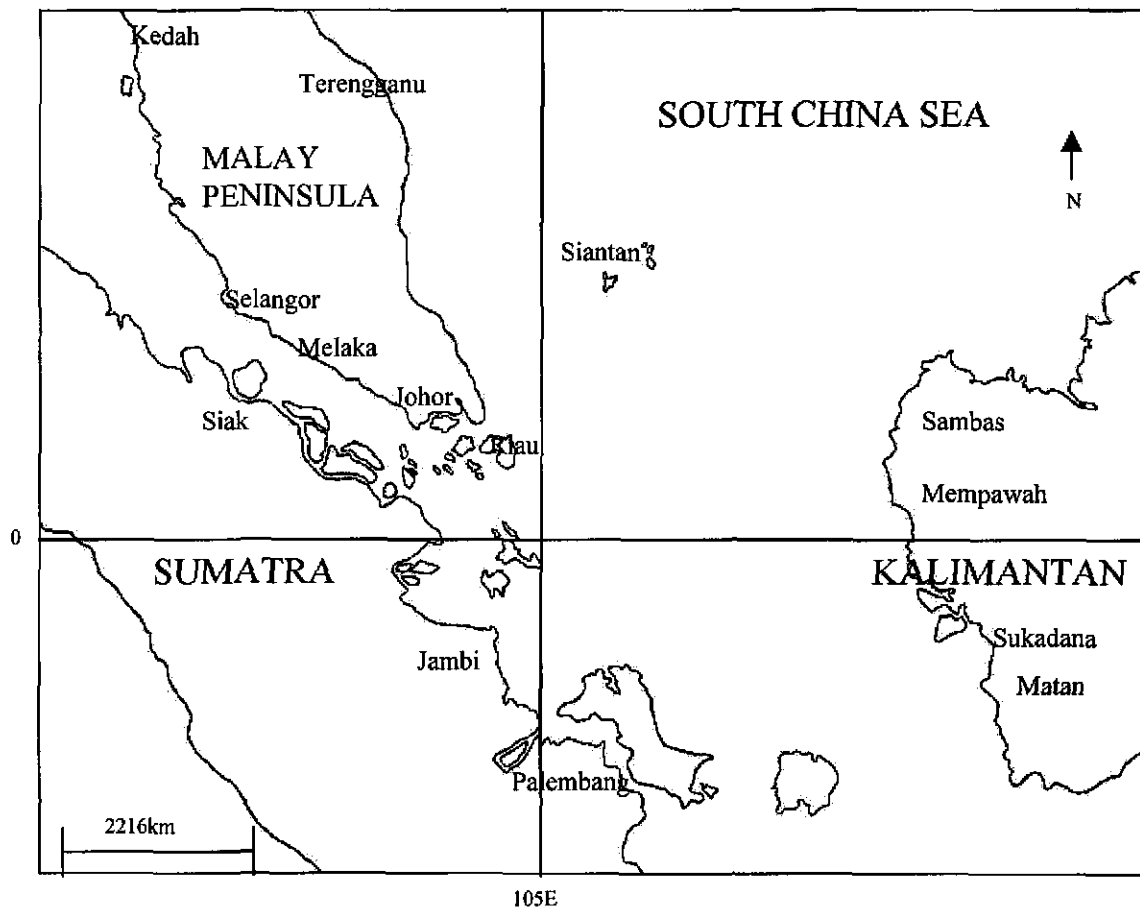 Kedah
Terengganu
SOUTH CHINA SEA
MALAY
PENINSULA
N
Siantan
Selangor
Melaka
Johor
Siak
Riau
Sambas
Mempawah
0
SUMATRA
KALIMANTAN
Sukadana
Jambi
Matan
Palembang
2216km
105E